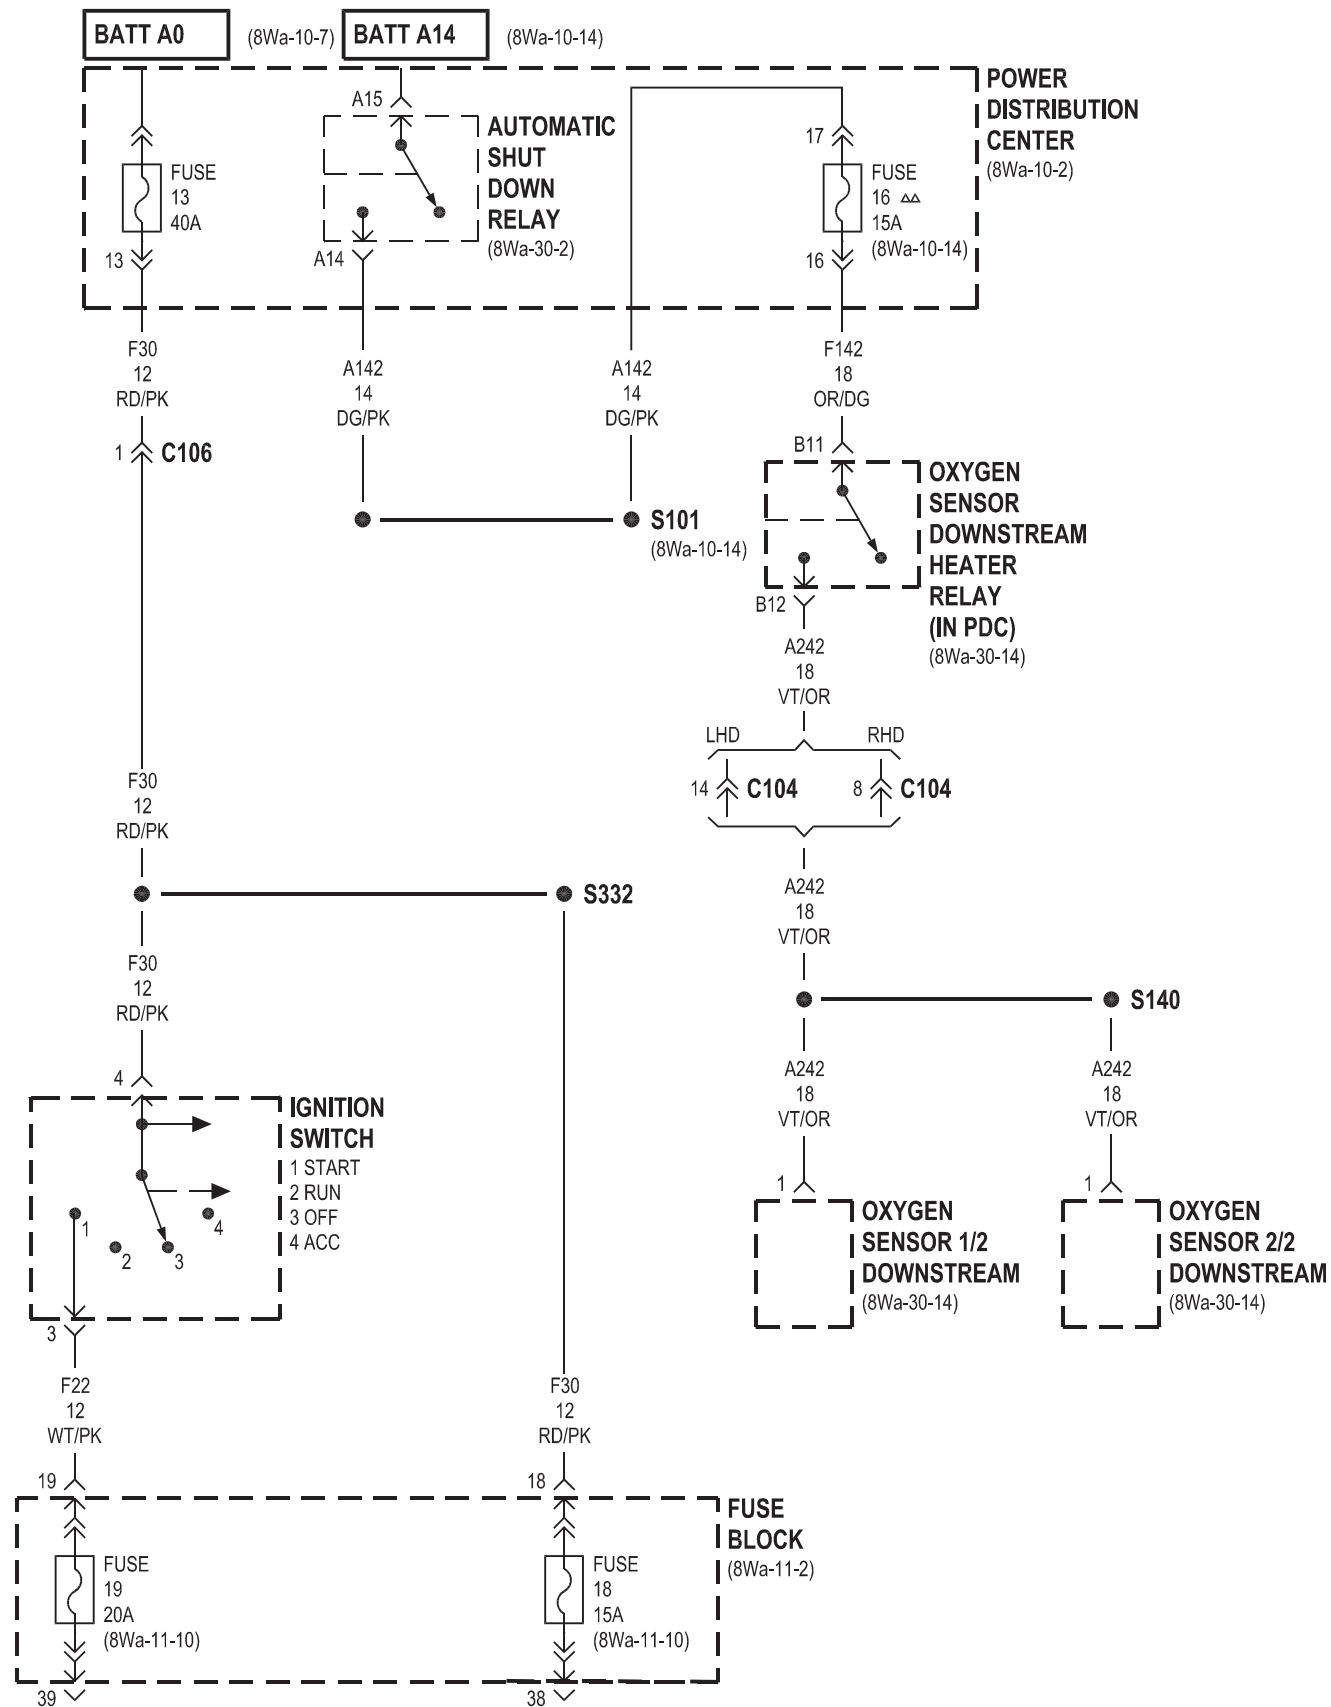 BATT A0
(8Wa-10-7)
BATT A14
(8Wa-10-14)
POWER
DISTRIBUTION
CENTER
(8Wa-10-2)
A15
AUTOMATIC
SHUT
DOWN
RELAY
(8Wa-30-2)
17
FUSE
13
40A
FUSE
16 △△
15A
(8Wa-10-14)
13
A14
16
F30
12
RD/PK
A142
14
DG/PK
A142
14
DG/PK
F142
18
OR/DG
1
C106
B11
OXYGEN
SENSOR
DOWNSTREAM
HEATER
RELAY
(IN PDC)
(8Wa-30-14)
S101
(8Wa-10-14)
B12
A242
18
VT/OR
LHD
RHD
14
C104
8
C104
F30
12
RD/PK
S332
A242
18
VT/OR
F30
12
RD/PK
S140
A242
18
VT/OR
A242
18
VT/OR
4
IGNITION
SWITCH
1 START
2 RUN
3 OFF
4 ACC
1
2
3
4
3
1
OXYGEN
SENSOR 1/2
DOWNSTREAM
(8Wa-30-14)
1
OXYGEN
SENSOR 2/2
DOWNSTREAM
(8Wa-30-14)
F22
12
WT/PK
F30
12
RD/PK
19
18
FUSE
BLOCK
(8Wa-11-2)
FUSE
19
20A
(8Wa-11-10)
FUSE
18
15A
(8Wa-11-10)
39
38